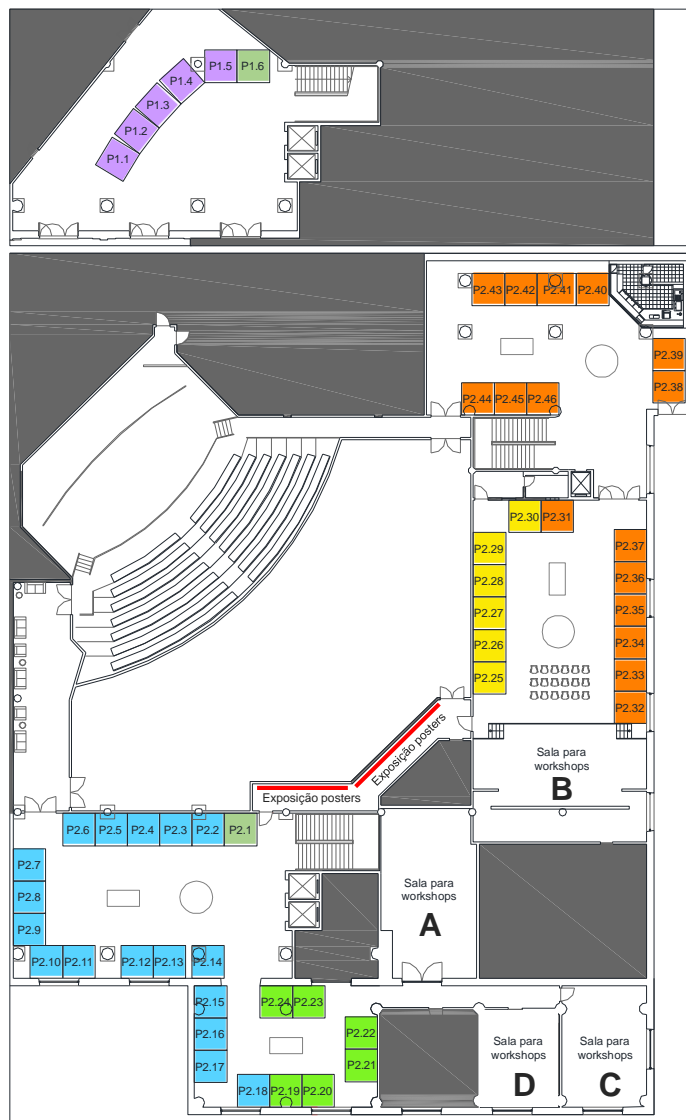 P1.5
P1.6
P1.4
P1.3
P1.2
P1.1
P2.43
P2.42
P2.41
P2.40
P2.39
P2.38
P2.44
P2.45
P2.46
P2.30
P2.31
P2.29
P2.37
P2.28
P2.36
P2.27
P2.35
P2.26
P2.34
P2.25
P2.33
P2.32
Exposição posters
Exposição posters
Sala para
workshops
B
P2.6
P2.5
P2.4
P2.3
P2.2
P2.1
P2.7
P2.8
P2.9
Sala para
workshops
A
P2.10
P2.11
P2.12
P2.13
P2.14
P2.15
P2.24
P2.23
P2.16
P2.22
P2.17
P2.21
P2.18
P2.19
P2.20
Sala para
workshops
D
Sala para
workshops
C